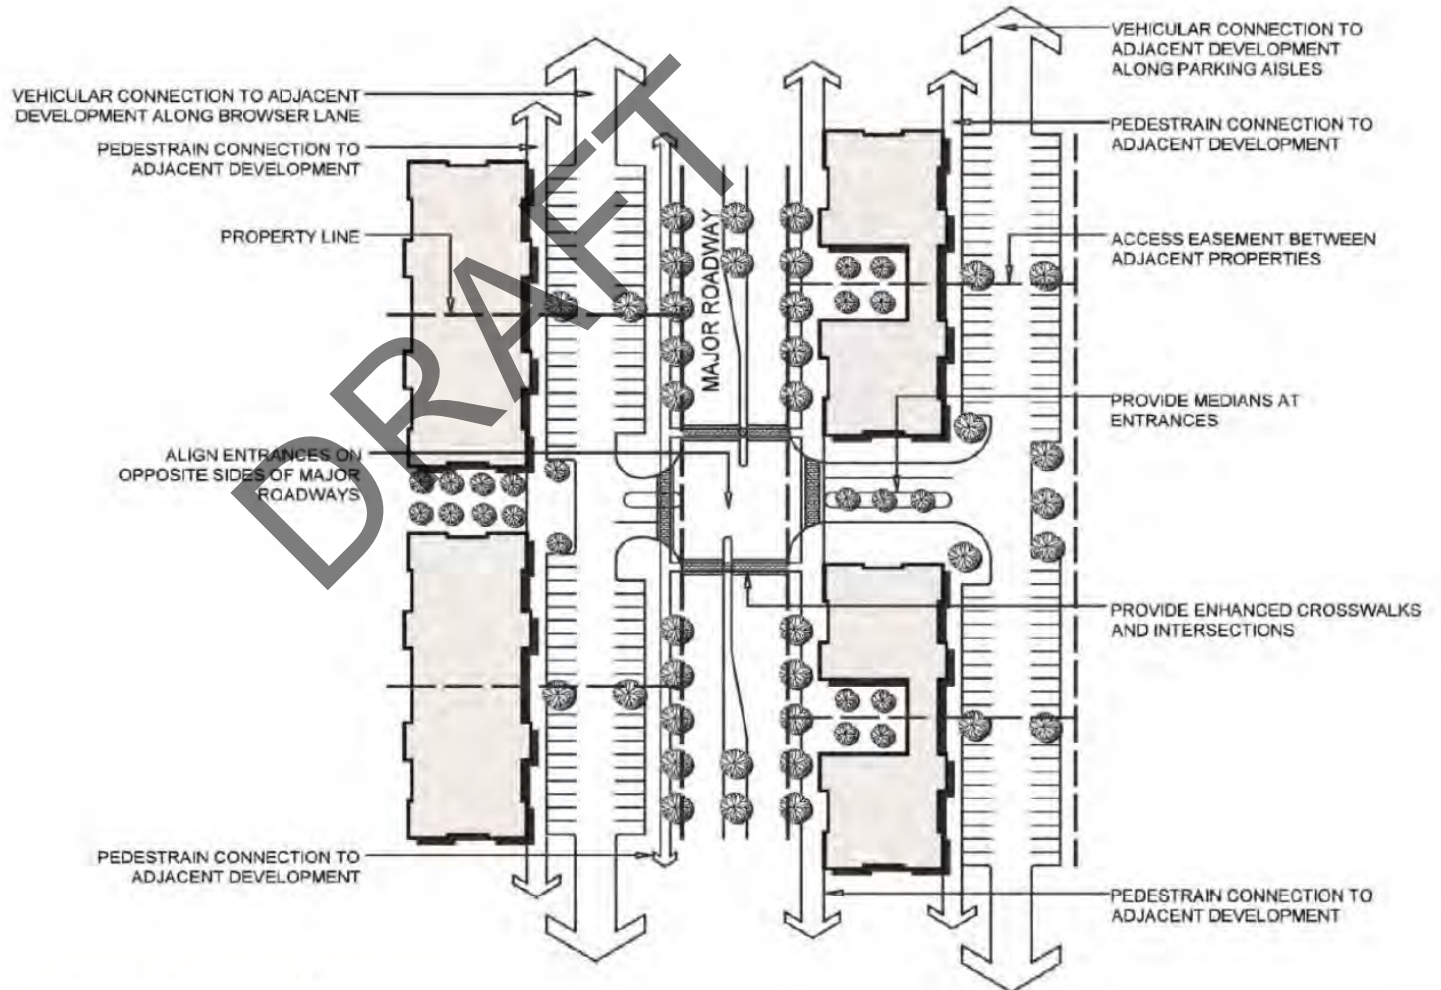 VEHICULAR CONNECTION TO
ADJACENT DEVELOPMENT
ALONG PARKING AISLES
VEHICULAR CONNECTION TO ADJACENT
DEVELOPMENT ALONG BROWSER LANE
PEDESTRAIN CONNECTION TO
ADJACENT DEVELOPMENT
PEDESTRAIN CONNECTION TO
ADJACENT DEVELOPMENT
PROPERTY LINE
MAJOR ROADWAY
ACCESS EASEMENT BETWEEN
ADJACENT PROPERTIES
DRAFT
PROVIDE MEDIANS AT
ENTRANCES
ALIGN ENTRANCES ON
OPPOSITE SIDES OF MAJOR
ROADWAYS
PROVIDE ENHANCED CROSSWALKS
AND INTERSECTIONS
PEDESTRAIN CONNECTION TO
ADJACENT DEVELOPMENT
PEDESTRAIN CONNECTION TO
ADJACENT DEVELOPMENT